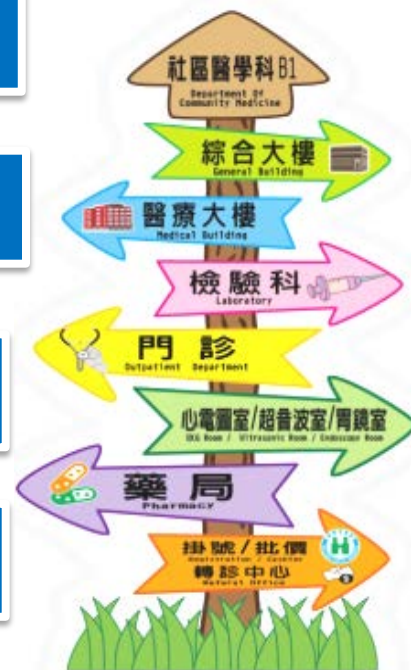 社區醫學科 B1
Department Of
Community Medicine
綜合大樓
General Building
醫療大樓
Medical Building
檢驗科
Laboratory
門診
Outpatient Department
心電圖室/超音波室/胃鏡室
EKG Room / Ultrasonic Room / Endoscope Room
藥局
Pharmacy
掛號/批價
H
轉診中心